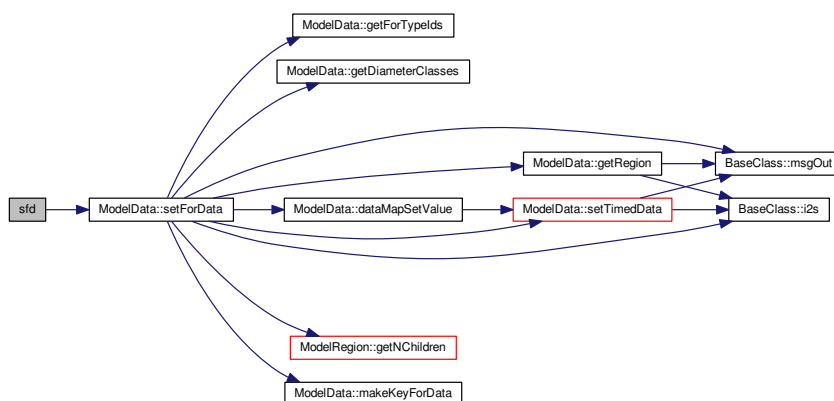 ModelData::getForTypeIds
ModelData::getDiameterClasses
ModelData::getRegion
BaseClass::msgOut
sfd
ModelData::setForData
ModelData::dataMapSetValue
ModelData::setTimedData
BaseClass::i2s
ModelRegion::getNChildren
ModelData::makeKeyForData